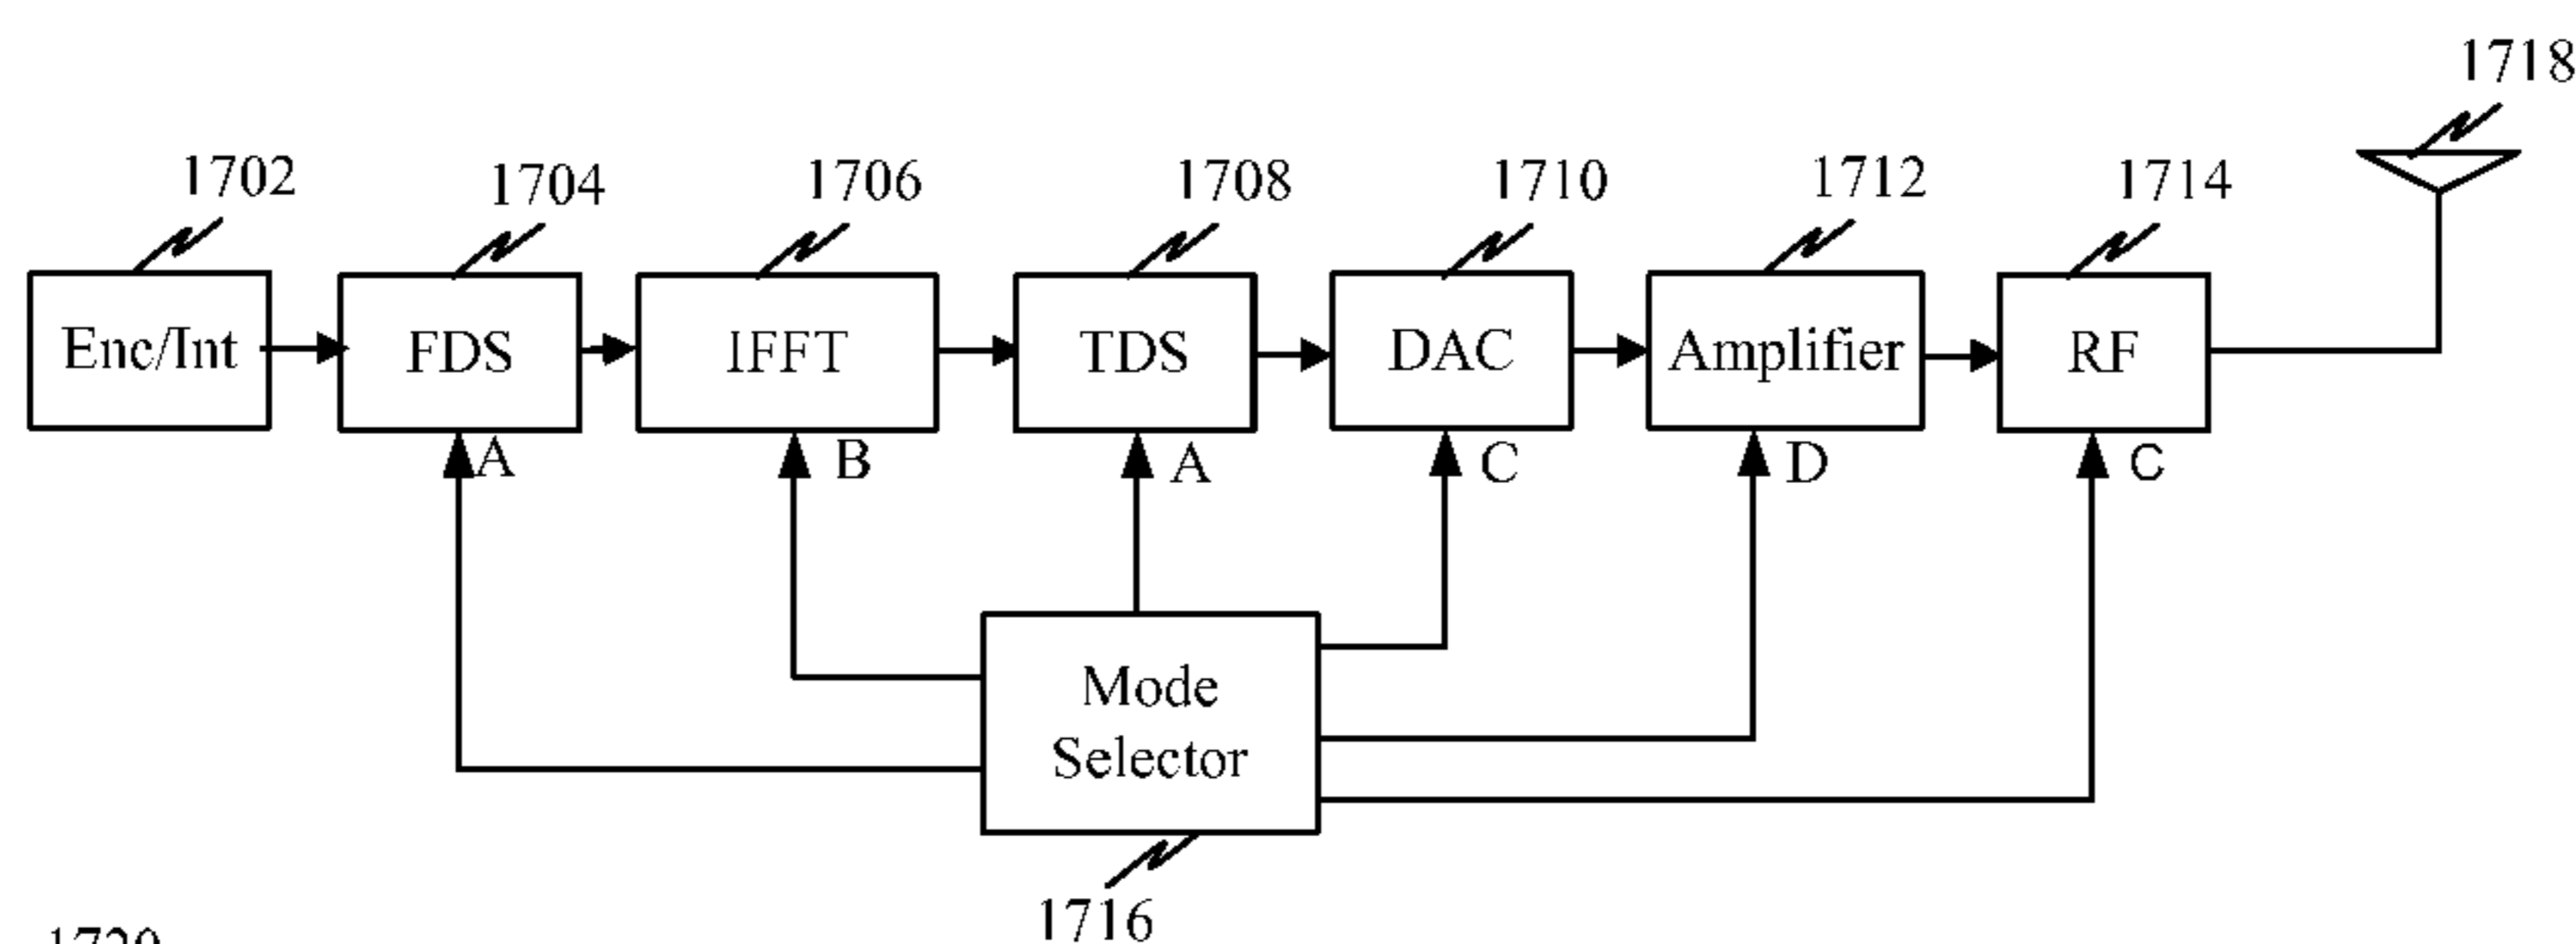 1718
1702
1704
1706
1708
1710
1712
1714
Enc/Int
FDS
IFFT
TDS
DAC
Amplifier
RF
A
B
A
C
D
C
Mode
Selector
1716